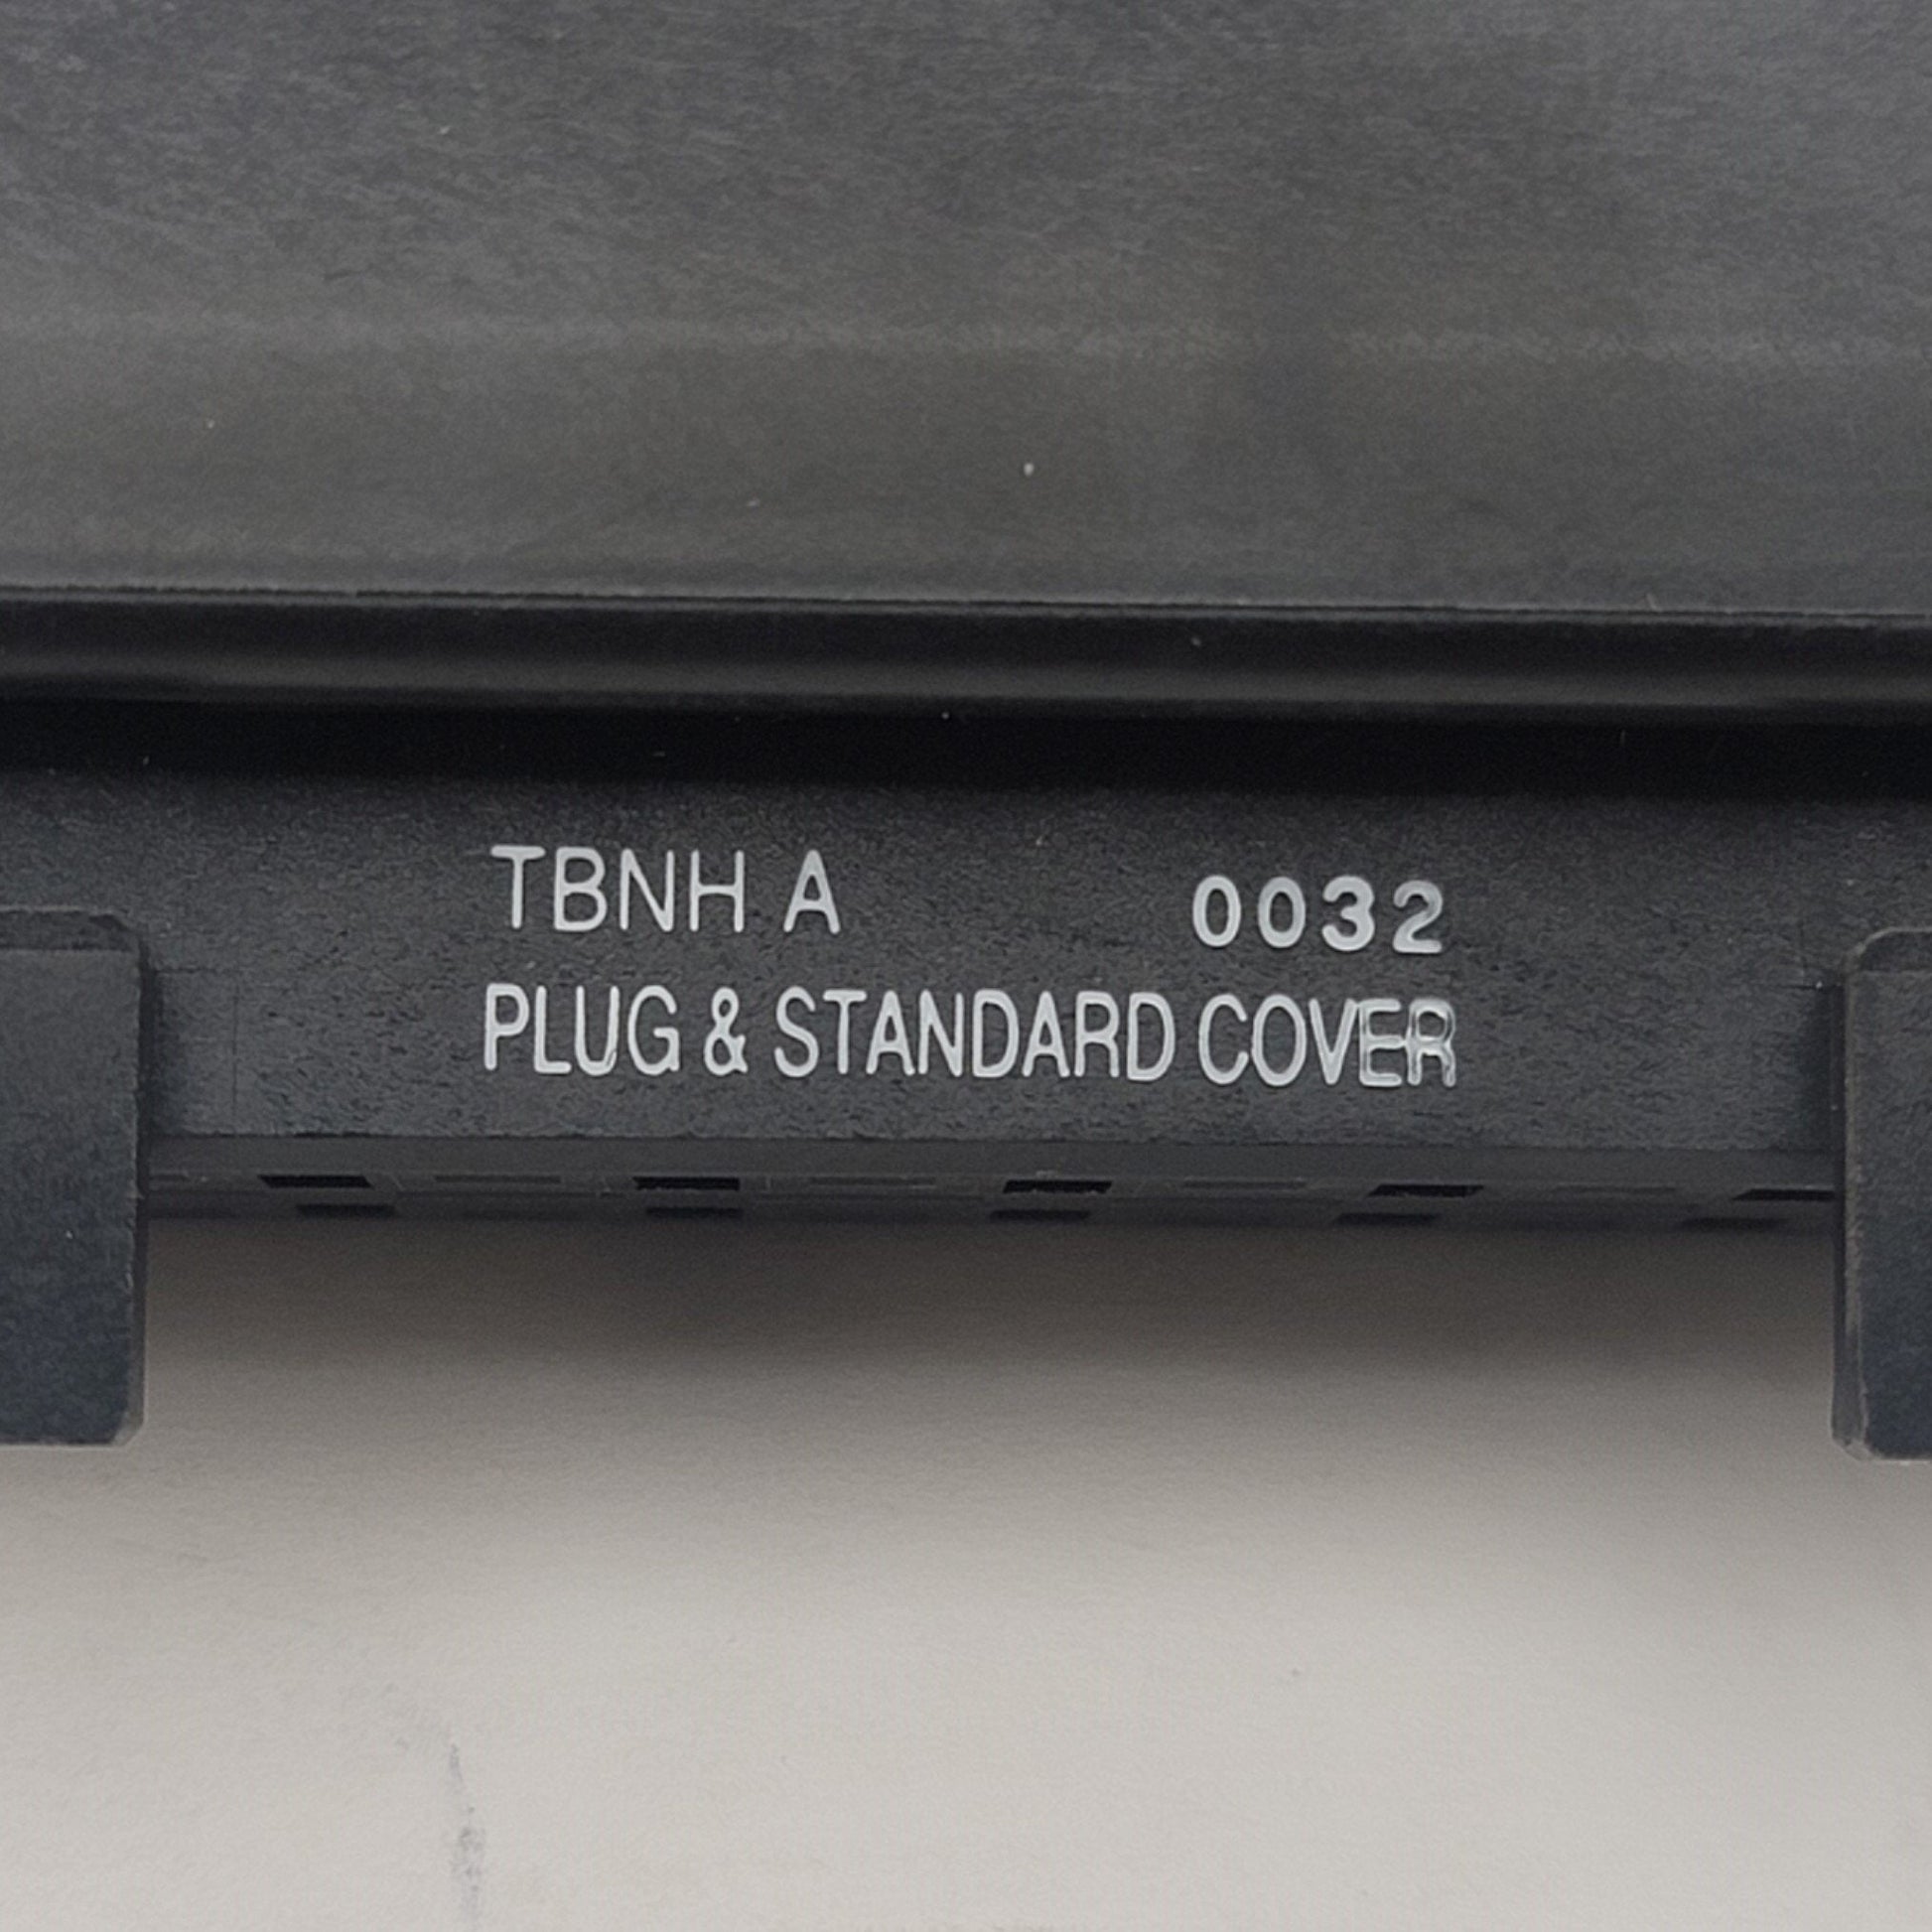 TBNH A 0032
PLUG & STANDARD COVER